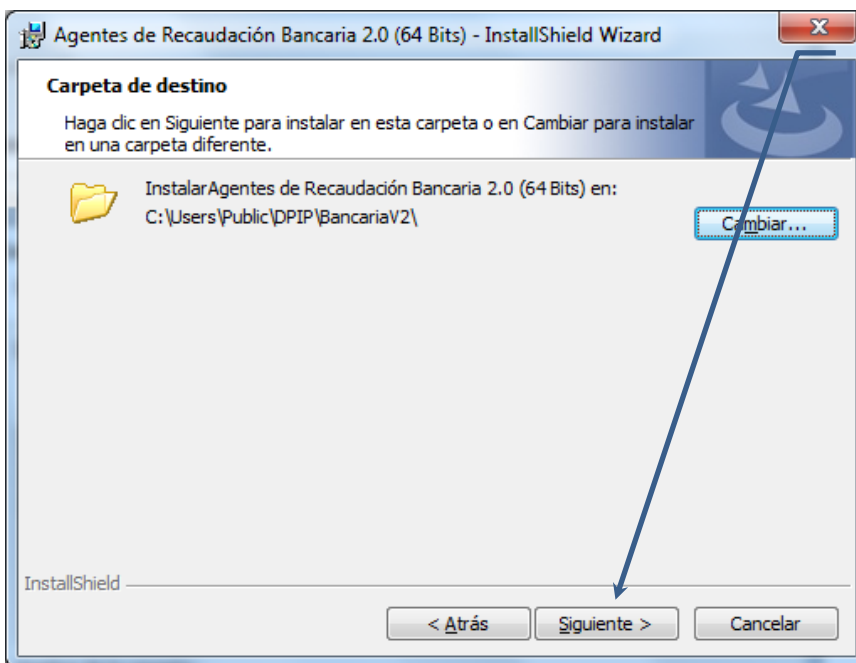 Agentes de Recaudación Bancaria 2.0 (64 Bits) - InstallShield Wizard
Carpeta de destino
Haga clic en Siguiente para instalar en esta carpeta o en Cambiar para instalar
en una carpeta diferente.
InstalarAgentes de Recaudación Bancaria 2.0 (64 Bits) en:
C:\Users\Public\DPIP\BancariaV2\
Cambiar...
InstallShield
< Atrás
Siguiente >
Cancelar